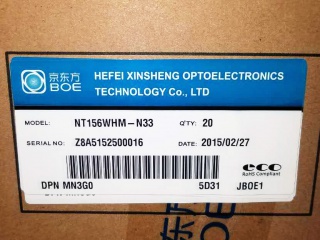 京东方
BOE
HEFEI XINSHENG OPTOELECTRONICS
TECHNOLOGY Co., LTD
MODEL: NT156WHM-N33 Q'TY: 20
SERIAL NO: Z8A5152500016 DATE: 2015/02/27
eco
RoHS Compliant
DPN MN3G0 5D31 JBOE1